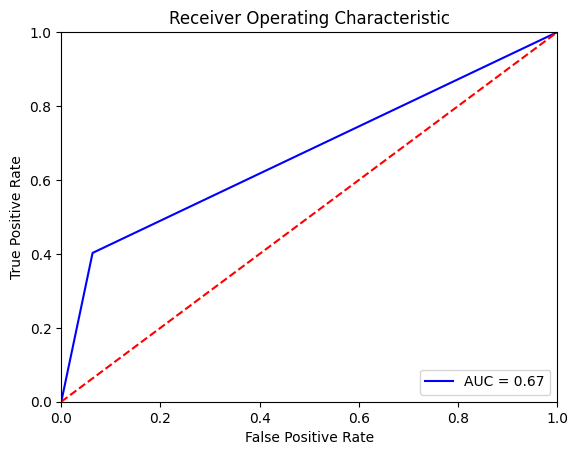 Receiver Operating Characteristic
1.0
0.8
0.6
0.4
0.2
0.0
True Positive Rate
AUC = 0.67
0.0 0.2 0.4 0.6 0.8 1.0
False Positive Rate